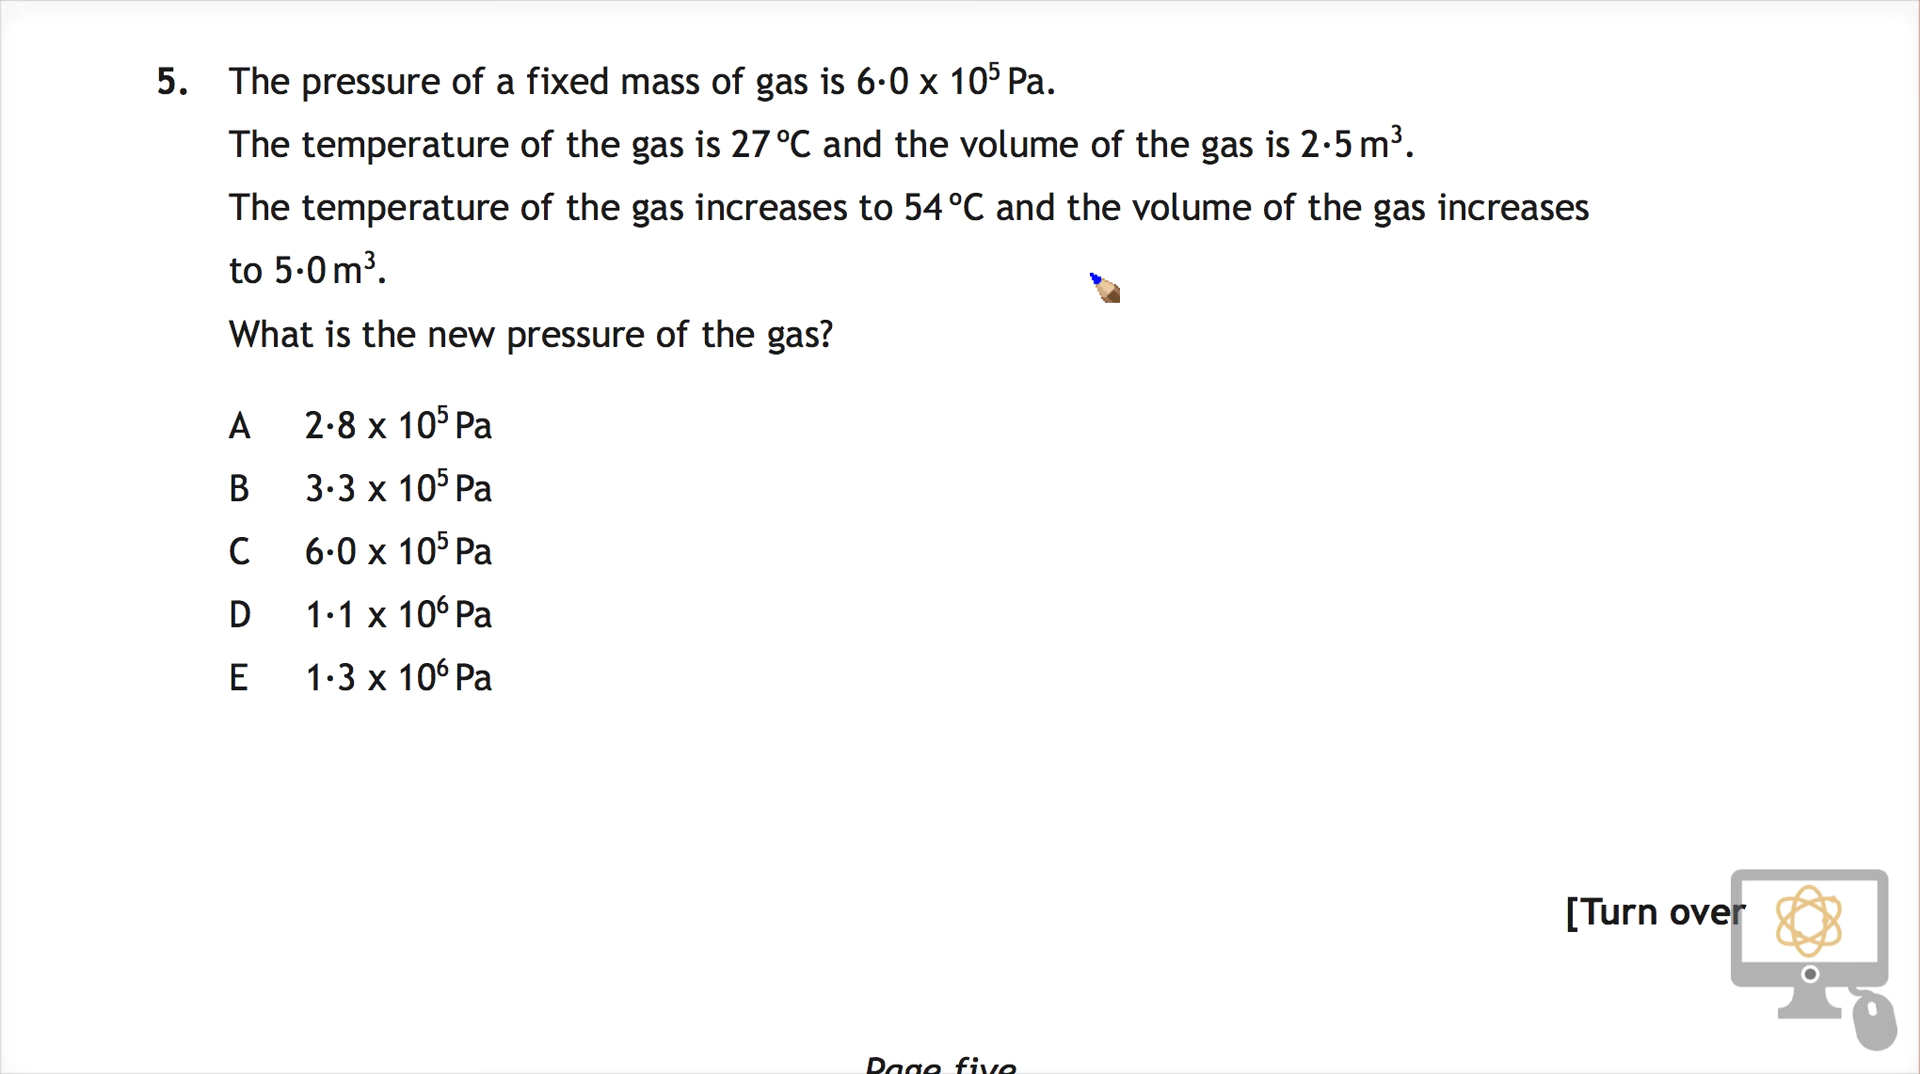 5. The pressure of a fixed mass of gas is 6·0 x 10⁵ Pa.
The temperature of the gas is 27 ºC and the volume of the gas is 2·5 m³.
The temperature of the gas increases to 54 ºC and the volume of the gas increases
to 5·0 m³.
What is the new pressure of the gas?
A 2·8 x 10⁵ Pa
B 3·3 x 10⁵ Pa
C 6·0 x 10⁵ Pa
D 1·1 x 10⁶ Pa
E 1·3 x 10⁶ Pa
[Turn over
Page five